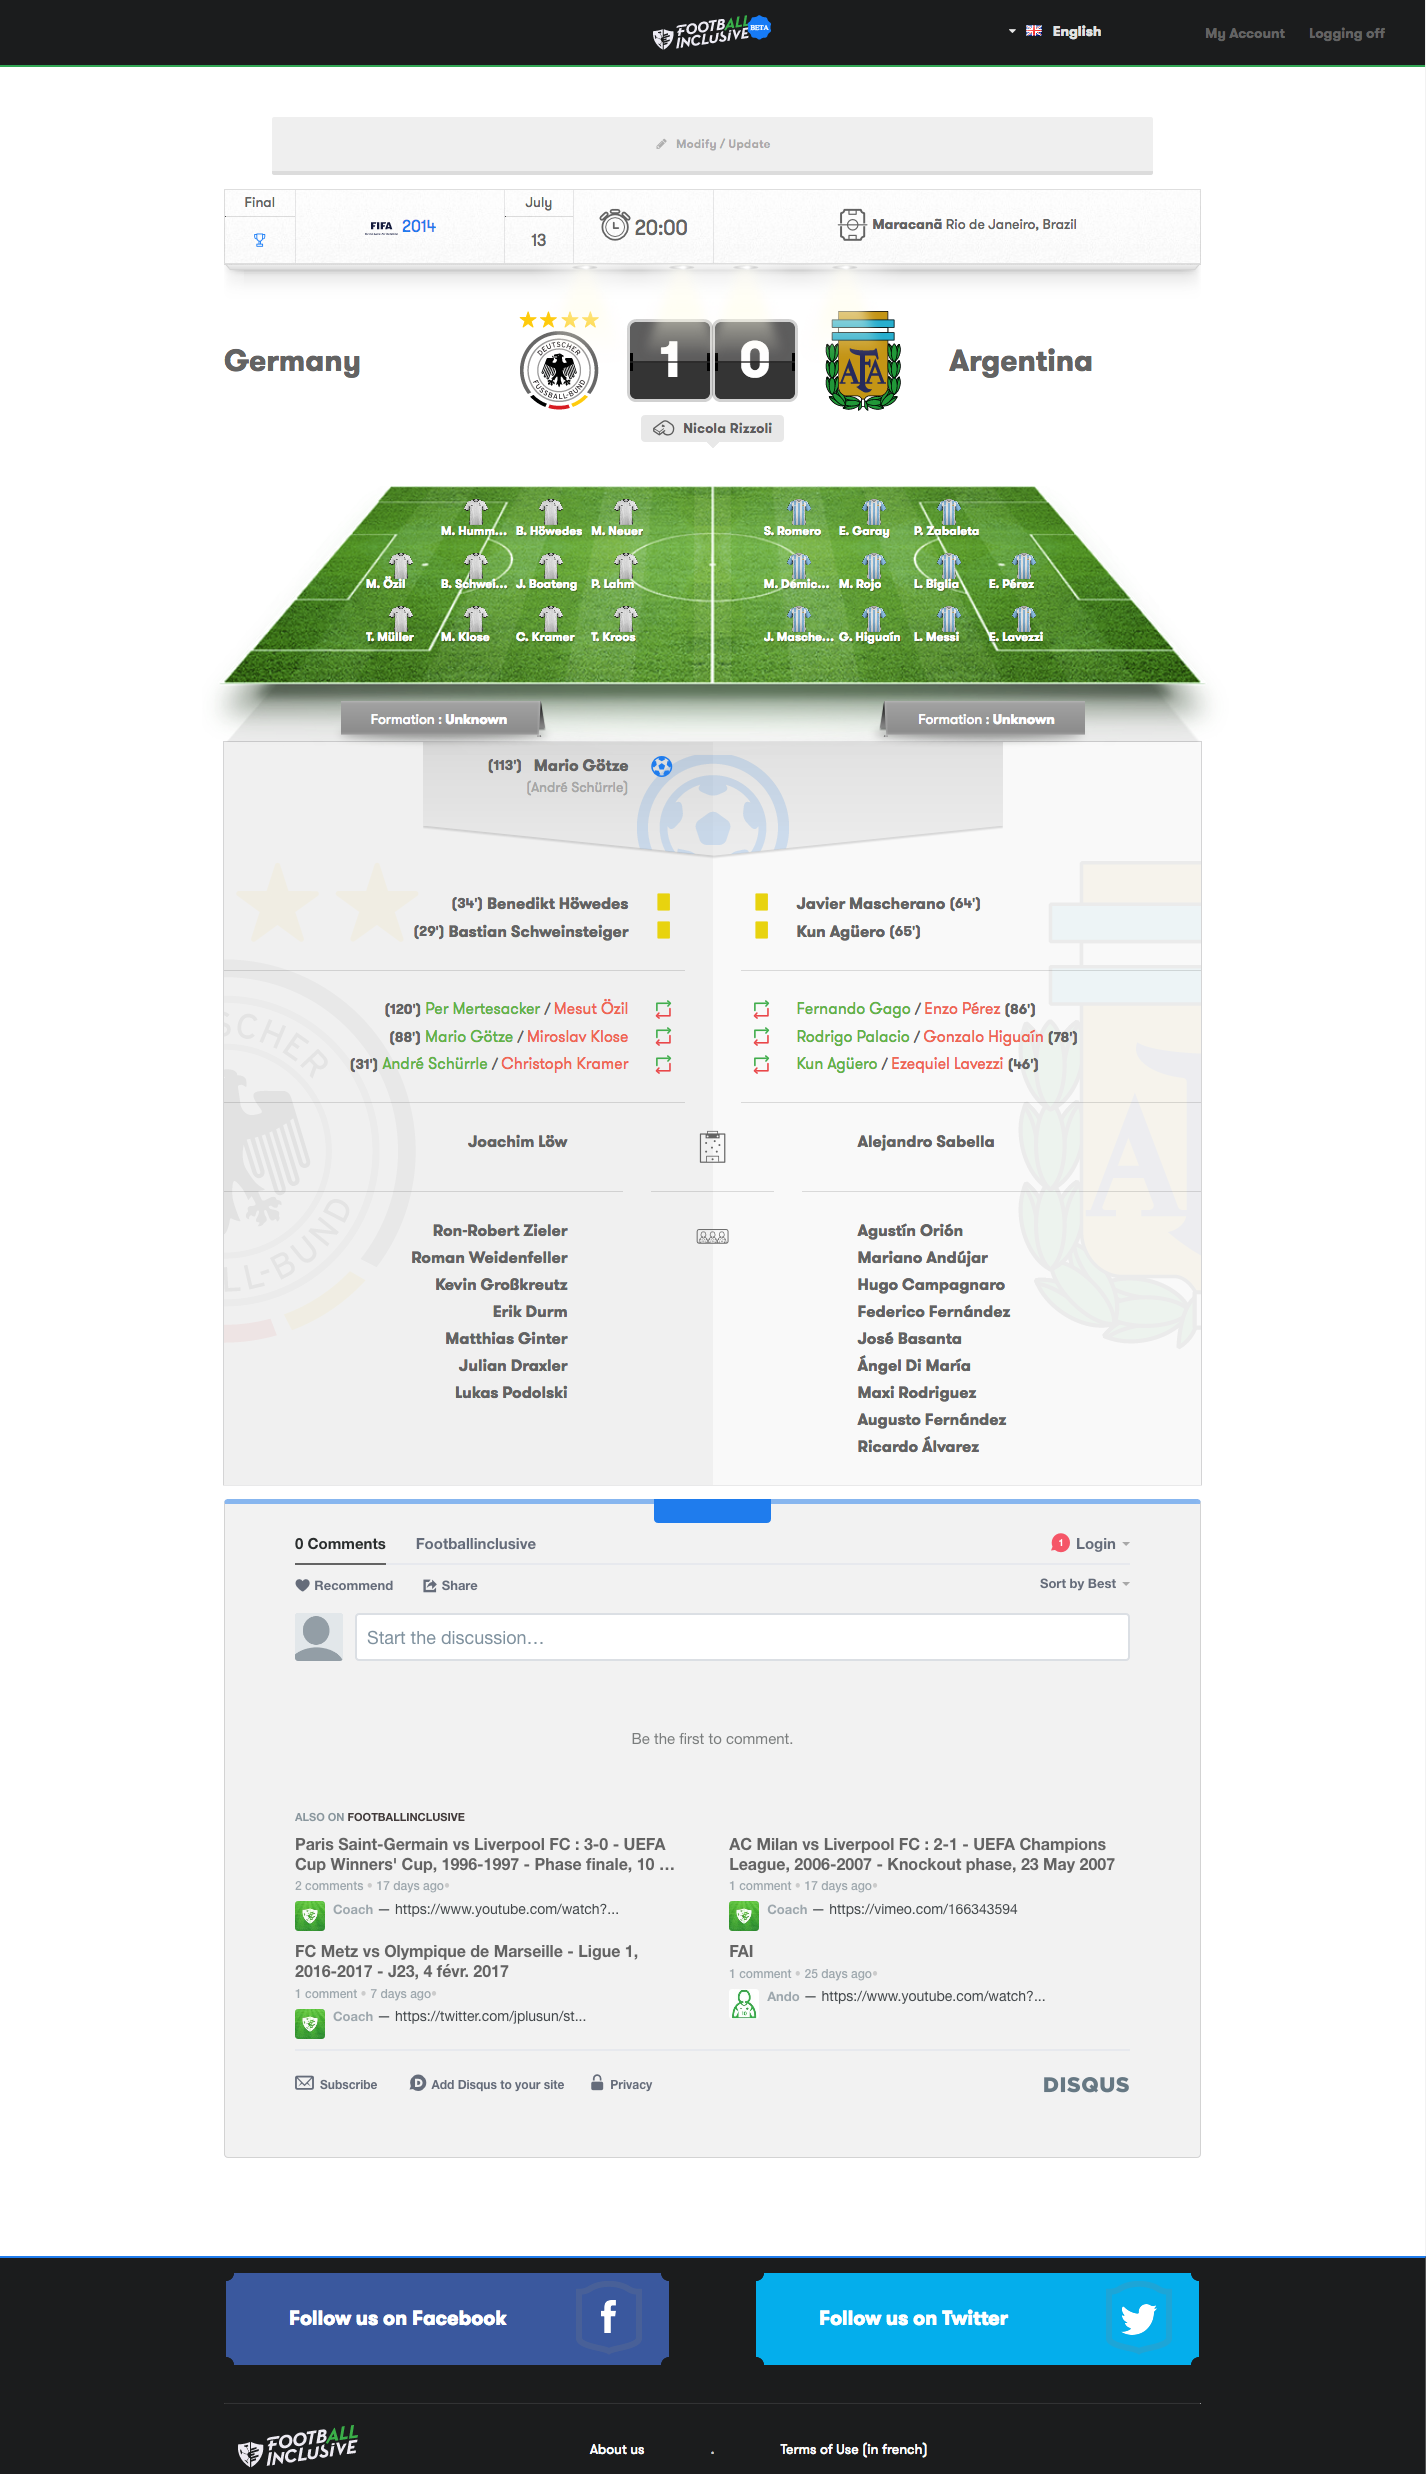 FOOTBALL
INCLUSIVE
BETA
English
My Account
Logging off
Modify / Update
Final
FIFA 2014
July
13
20:00
Maracanã Rio de Janeiro, Brazil
Germany
DEUTSCHER
FUSSBALL-BUND
1 0
AFA
Argentina
Nicola Rizzoli
M. Humm... B. Höwedes M. Neuer
S. Romero E. Garay P. Zabaleta
M. Özil B. Schwei... J. Boateng P. Lahm
M. Démic... M. Rojo L. Biglia E. Pérez
T. Müller M. Klose C. Kramer T. Kroos
J. Masche... G. Higuaín L. Messi E. Lavezzi
Formation : Unknown
Formation : Unknown
(113') Mario Götze
(André Schürrle)
(34') Benedikt Höwedes
Javier Mascherano (64')
(29') Bastian Schweinsteiger
Kun Agüero (65')
(120') Per Mertesacker / Mesut Özil
Fernando Gago / Enzo Pérez (86')
(88') Mario Götze / Miroslav Klose
Rodrigo Palacio / Gonzalo Higuaín (78')
(31') André Schürrle / Christoph Kramer
Kun Agüero / Ezequiel Lavezzi (46')
Joachim Löw
Alejandro Sabella
Ron-Robert Zieler
Roman Weidenfeller
Kevin Großkreutz
Erik Durm
Matthias Ginter
Julian Draxler
Lukas Podolski
Agustín Orión
Mariano Andújar
Hugo Campagnaro
Federico Fernández
José Basanta
Ángel Di María
Maxi Rodriguez
Augusto Fernández
Ricardo Álvarez
0 Comments
Footballinclusive
1
Login
Recommend
Share
Sort by Best
Start the discussion...
Be the first to comment.
ALSO ON FOOTBALLINCLUSIVE
Paris Saint-Germain vs Liverpool FC : 3-0 - UEFA
Cup Winners' Cup, 1996-1997 - Phase finale, 10 ...
2 comments • 17 days ago•
Coach — https://www.youtube.com/watch?...
AC Milan vs Liverpool FC : 2-1 - UEFA Champions
League, 2006-2007 - Knockout phase, 23 May 2007
1 comment • 17 days ago•
Coach — https://vimeo.com/166343594
FC Metz vs Olympique de Marseille - Ligue 1,
2016-2017 - J23, 4 févr. 2017
1 comment • 7 days ago•
Coach — https://twitter.com/jplusun/st...
FAI
1 comment • 25 days ago•
Ando — https://www.youtube.com/watch?...
Subscribe
Add Disqus to your site
Privacy
DISQUS
Follow us on Facebook
Follow us on Twitter
FOOTBALL
INCLUSIVE
About us
.
Terms of Use (in french)